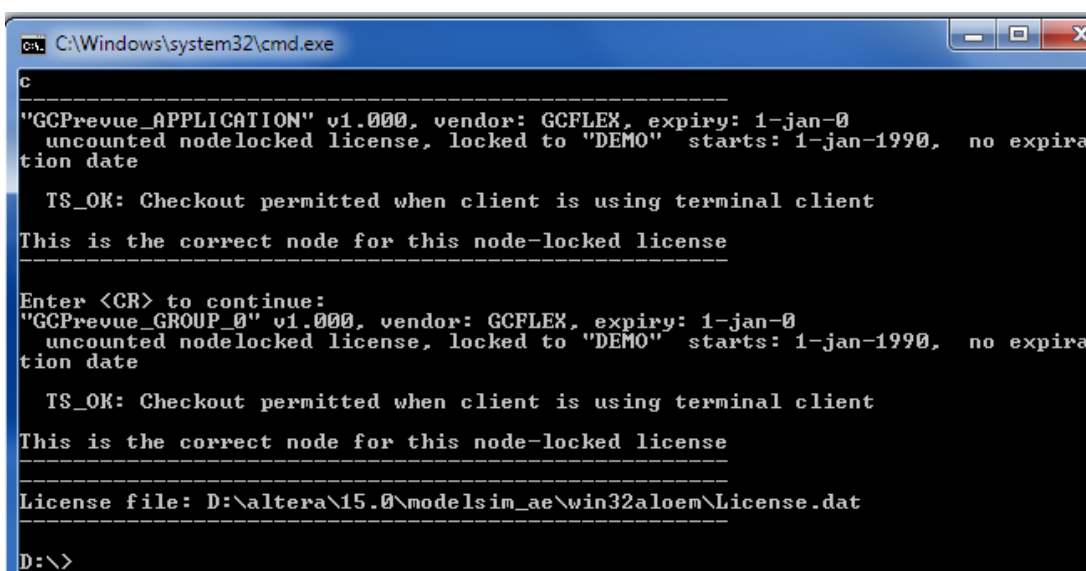 C:\Windows\system32\cmd.exe
c
-----------------------------------------------------
"GCPrevue_APPLICATION" v1.000, vendor: GCFLEX, expiry: 1-jan-0
  uncounted nodelocked license, locked to "DEMO"  starts: 1-jan-1990,  no expira
tion date
  TS_OK: Checkout permitted when client is using terminal client
This is the correct node for this node-locked license
-----------------------------------------------------
Enter <CR> to continue:
"GCPrevue_GROUP_0" v1.000, vendor: GCFLEX, expiry: 1-jan-0
  uncounted nodelocked license, locked to "DEMO"  starts: 1-jan-1990,  no expira
tion date
  TS_OK: Checkout permitted when client is using terminal client
This is the correct node for this node-locked license
-----------------------------------------------------
-----------------------------------------------------
License file: D:\altera\15.0\modelsim_ae\win32aloem\License.dat
-----------------------------------------------------
D:\>